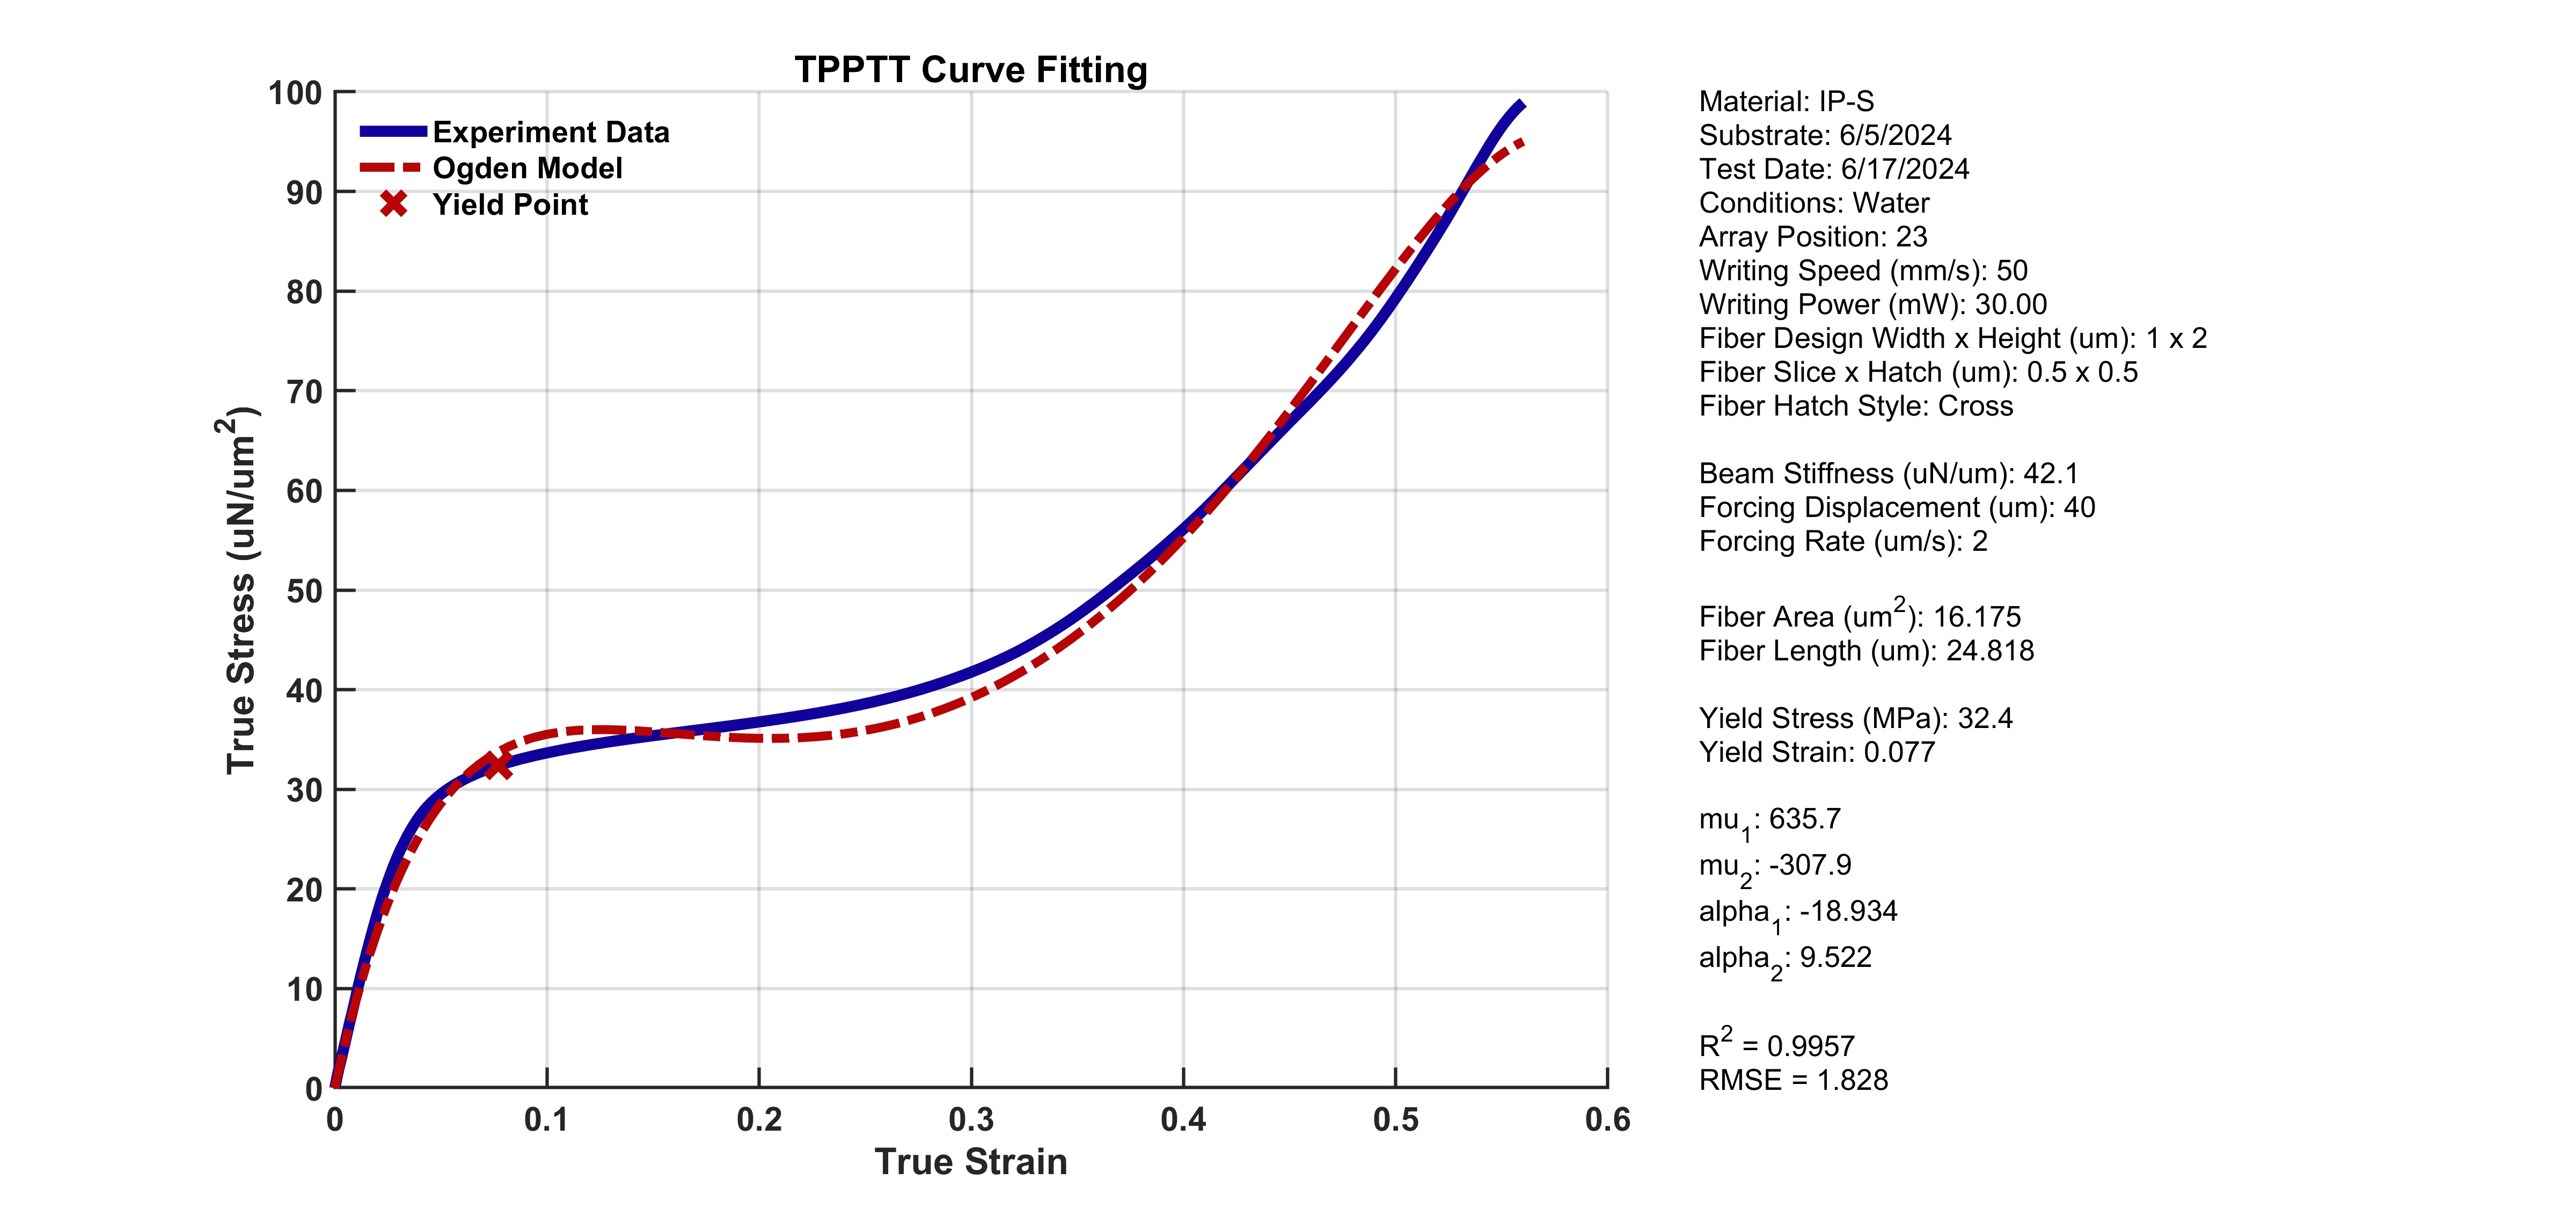 TPPTT Curve Fitting
Experiment Data
Ogden Model
Yield Point
100
90
80
70
60
50
40
30
20
10
0
True Stress (uN/um²)
0 0.1 0.2 0.3 0.4 0.5 0.6
True Strain
Material: IP-S
Substrate: 6/5/2024
Test Date: 6/17/2024
Conditions: Water
Array Position: 23
Writing Speed (mm/s): 50
Writing Power (mW): 30.00
Fiber Design Width x Height (um): 1 x 2
Fiber Slice x Hatch (um): 0.5 x 0.5
Fiber Hatch Style: Cross
Beam Stiffness (uN/um): 42.1
Forcing Displacement (um): 40
Forcing Rate (um/s): 2
Fiber Area (um²): 16.175
Fiber Length (um): 24.818
Yield Stress (MPa): 32.4
Yield Strain: 0.077
mu₁: 635.7
mu₂: -307.9
alpha₁: -18.934
alpha₂: 9.522
R² = 0.9957
RMSE = 1.828